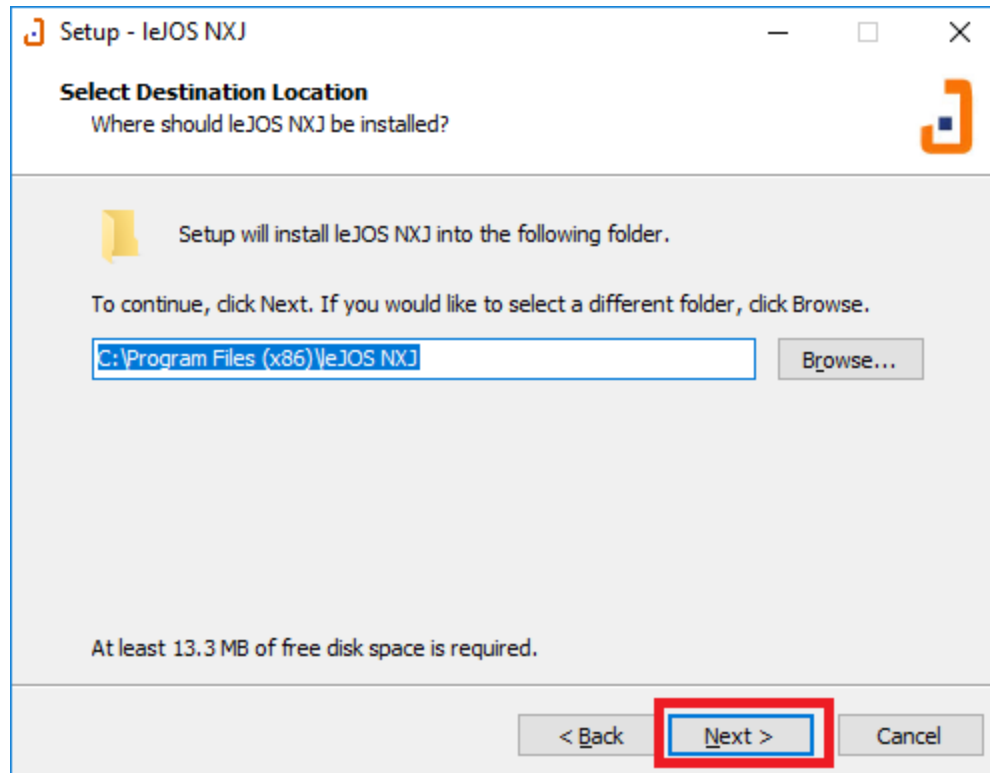 Setup - leJOS NXJ
Select Destination Location
Where should leJOS NXJ be installed?
Setup will install leJOS NXJ into the following folder.
To continue, click Next. If you would like to select a different folder, click Browse.
C:\Program Files (x86)\leJOS NXJ
Browse...
At least 13.3 MB of free disk space is required.
< Back Next > Cancel